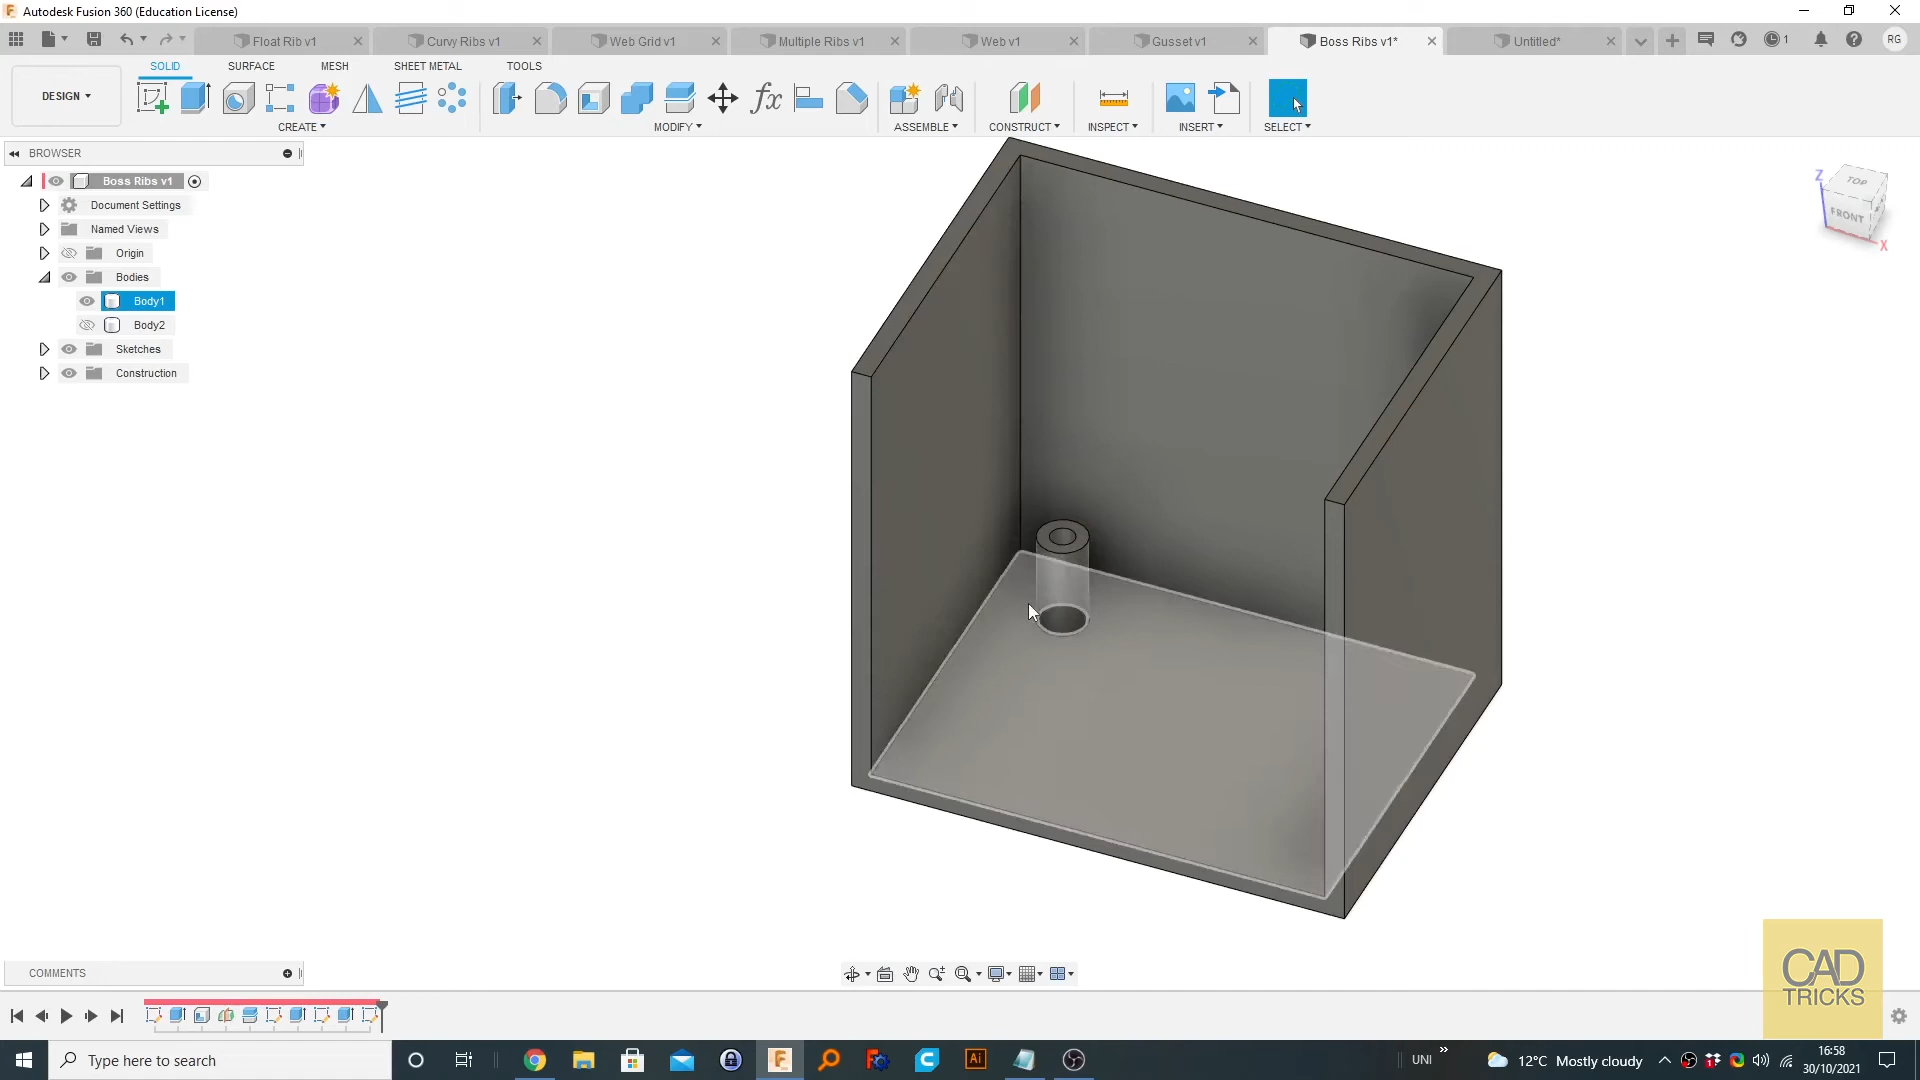 Autodesk Fusion 360 (Education License)
Float Rib v1
Curvy Ribs v1
Web Grid v1
Multiple Ribs v1
Web v1
Gusset v1
Boss Ribs v1*
Untitled*
1
RG
SOLID
SURFACE
MESH
SHEET METAL
TOOLS
DESIGN
CREATE
MODIFY
ASSEMBLE
CONSTRUCT
INSPECT
INSERT
SELECT
BROWSER
Boss Ribs v1
Document Settings
Named Views
Origin
Bodies
Body1
Body2
Sketches
Construction
Z
TOP
FRONT
X
COMMENTS
CAD
TRICKS
Type here to search
Ai
UNI
12°C Mostly cloudy
16:58
30/10/2021